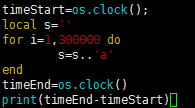 timeStart=os.clock();
local s=''
for i=1,300000 do
        s=s..'a'
end
timeEnd=os.clock()
print(timeEnd-timeStart)